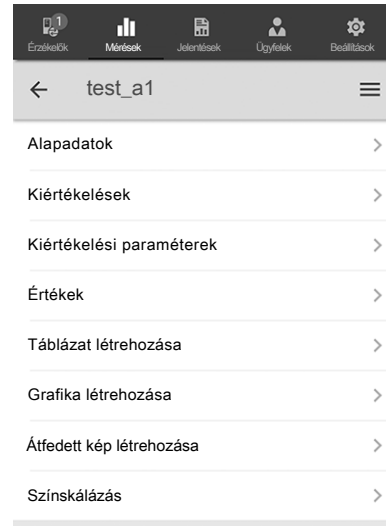 1
Érzékelők Mérések Jelentések Ügyfelek Beállítások
test_a1
Alapadatok
Kiértékelések
Kiértékelési paraméterek
Értékek
Táblázat létrehozása
Grafika létrehozása
Átfedett kép létrehozása
Színskálázás